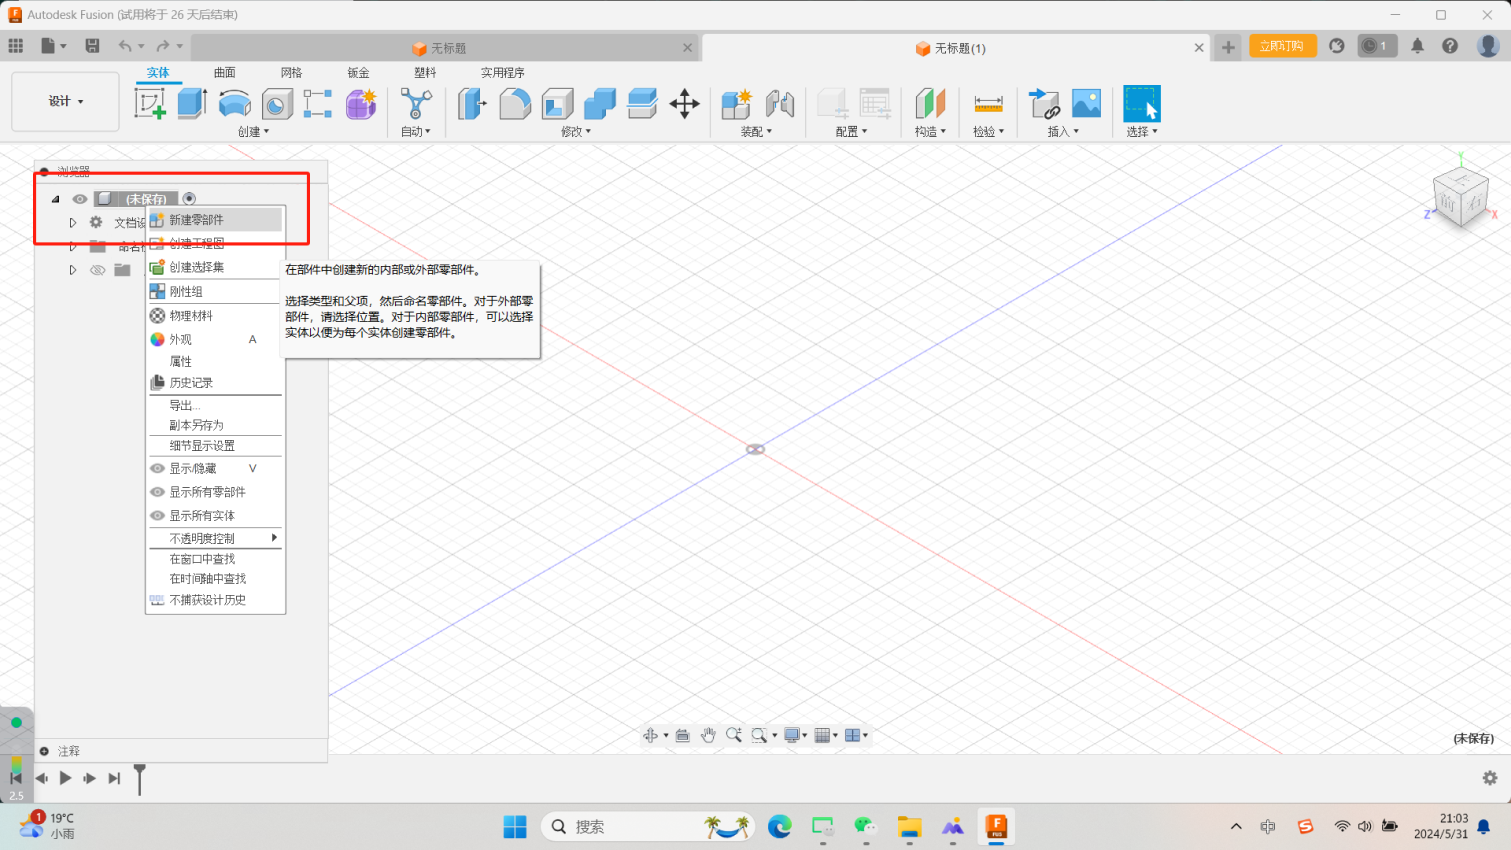 Autodesk Fusion (试用将于 26 天后结束)
无标题
无标题(1)
立即订购
1
设计
实体
曲面
网格
钣金
塑料
实用程序
创建
自动
修改
装配
配置
构造
检验
插入
选择
浏览器
(未保存)
文档设
命名
新建零部件
创建工程图
创建选择集
刚性组
物理材料
外观 A
属性
历史记录
导出...
副本另存为
细节显示设置
显示/隐藏 V
显示所有零部件
显示所有实体
不透明度控制
在窗口中查找
在时间轴中查找
不捕获设计历史
在部件中创建新的内部或外部零部件。
选择类型和父项，然后命名零部件。对于外部零
部件，请选择位置。对于内部零部件，可以选择
实体以便为每个实体创建零部件。
Y
Z
X
前
右
注释
(未保存)
2.5
1
19°C
小雨
搜索
中
21:03
2024/5/31